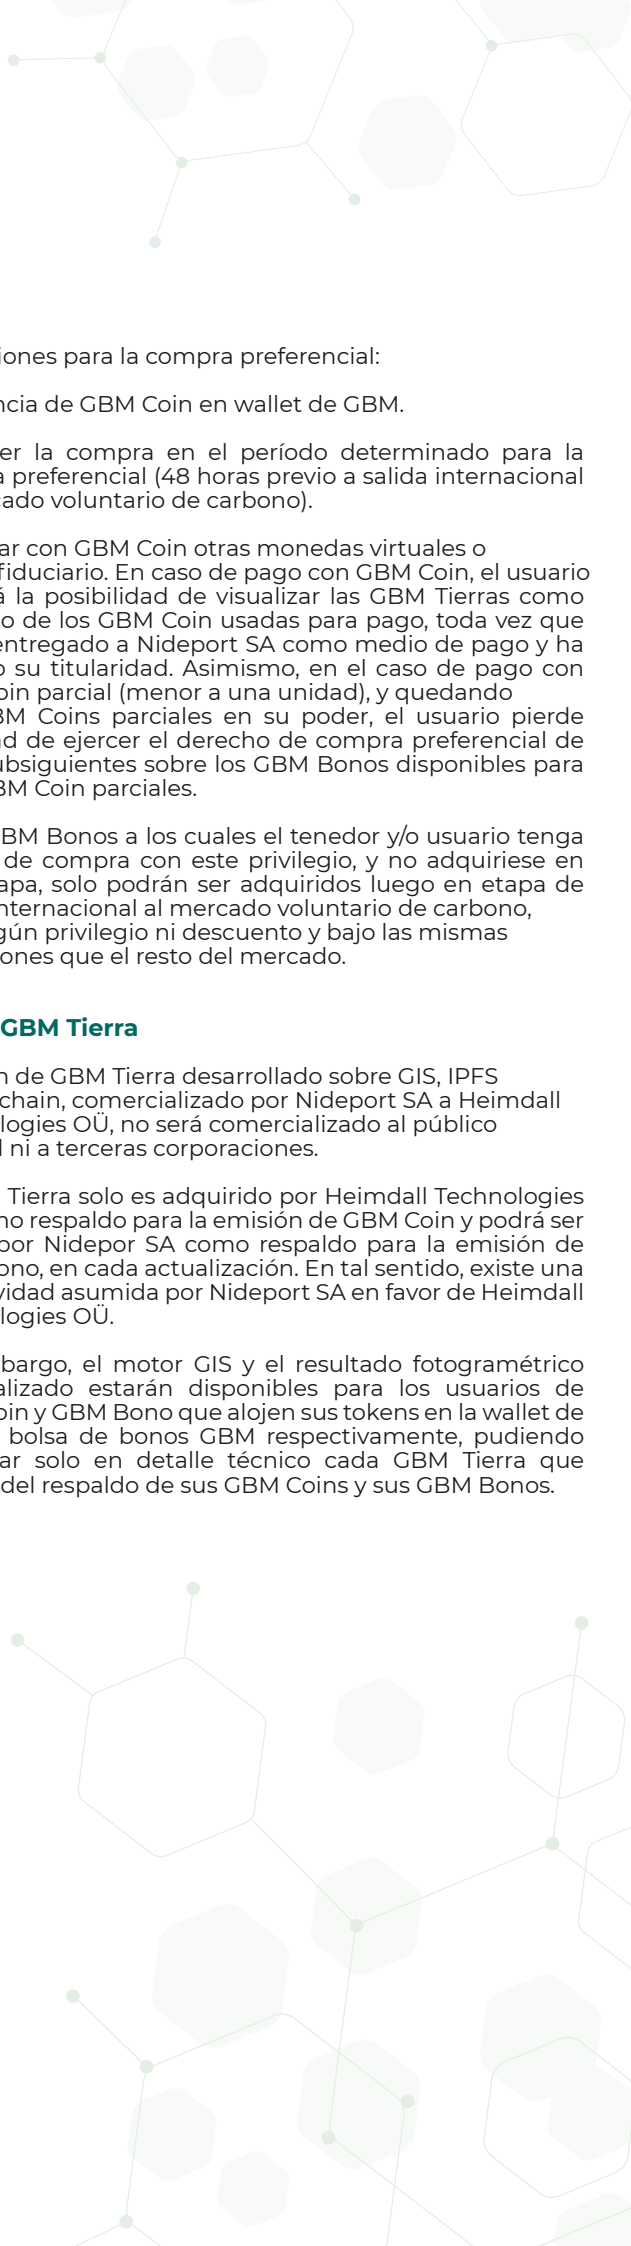 iones para la compra preferencial:
ncia de GBM Coin en wallet de GBM.
er la compra en el período determinado para la
a preferencial (48 horas previo a salida internacional
cado voluntario de carbono).
ar con GBM Coin otras monedas virtuales o
fiduciario. En caso de pago con GBM Coin, el usuario
á la posibilidad de visualizar las GBM Tierras como
o de los GBM Coin usadas para pago, toda vez que
entregado a Nideport SA como medio de pago y ha
o su titularidad. Asimismo, en el caso de pago con
oin parcial (menor a una unidad), y quedando
BM Coins parciales en su poder, el usuario pierde
ad de ejercer el derecho de compra preferencial de
ubsiguientes sobre los GBM Bonos disponibles para
BM Coin parciales.
BM Bonos a los cuales el tenedor y/o usuario tenga
de compra con este privilegio, y no adquiriese en
apa, solo podrán ser adquiridos luego en etapa de
nternacional al mercado voluntario de carbono,
gún privilegio ni descuento y bajo las mismas
ones que el resto del mercado.
GBM Tierra
n de GBM Tierra desarrollado sobre GIS, IPFS
chain, comercializado por Nideport SA a Heimdall
logies OÜ, no será comercializado al público
l ni a terceras corporaciones.
Tierra solo es adquirido por Heimdall Technologies
no respaldo para la emisión de GBM Coin y podrá ser
por Nidepor SA como respaldo para la emisión de
ono, en cada actualización. En tal sentido, existe una
vidad asumida por Nideport SA en favor de Heimdall
logies OÜ.
bargo, el motor GIS y el resultado fotogramétrico
alizado estarán disponibles para los usuarios de
oin y GBM Bono que alojen sus tokens en la wallet de
bolsa de bonos GBM respectivamente, pudiendo
ar solo en detalle técnico cada GBM Tierra que
del respaldo de sus GBM Coins y sus GBM Bonos.